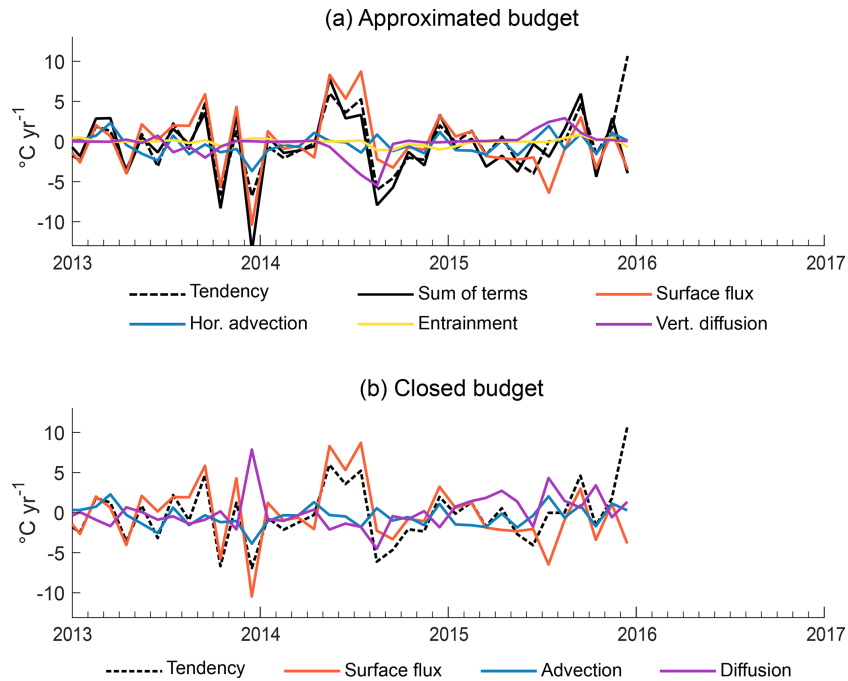 (a) Approximated budget
10
5
0
-5
-10
°C yr⁻¹
2013 2014 2015 2016 2017
Tendency Sum of terms Surface flux
Hor. advection Entrainment Vert. diffusion
(b) Closed budget
10
5
0
-5
-10
°C yr⁻¹
2013 2014 2015 2016 2017
Tendency Surface flux Advection Diffusion